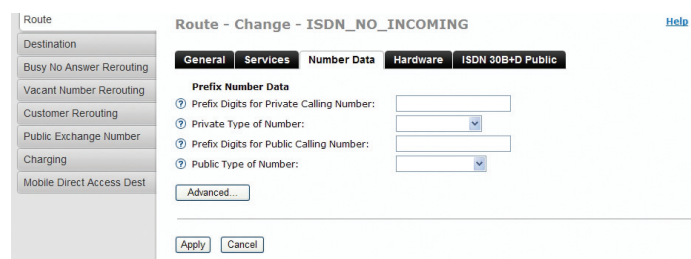 Route
Destination
Busy No Answer Rerouting
Vacant Number Rerouting
Customer Rerouting
Public Exchange Number
Charging
Mobile Direct Access Dest
Route - Change - ISDN_NO_INCOMING
Help
General Services Number Data Hardware ISDN 30B+D Public
Prefix Number Data
? Prefix Digits for Private Calling Number:
? Private Type of Number:
? Prefix Digits for Public Calling Number:
? Public Type of Number:
Advanced...
Apply Cancel